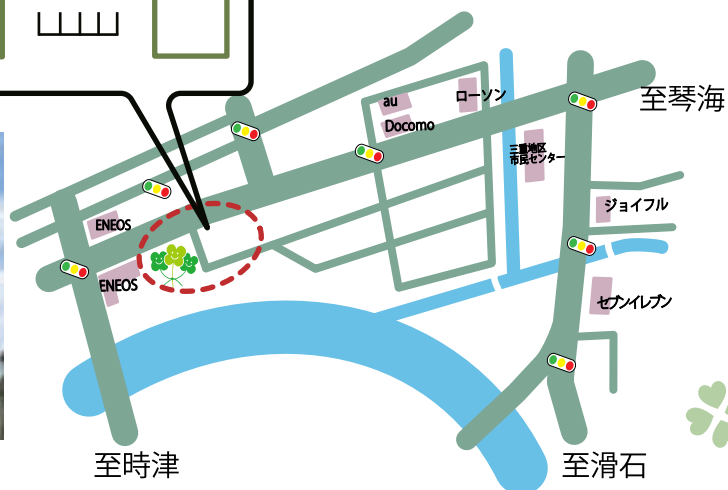 au
ローソン
Docomo
至琴海
三重地区
市民センター
ENEOS
ジョイフル
ENEOS
セブンイレブン
至時津
至滑石